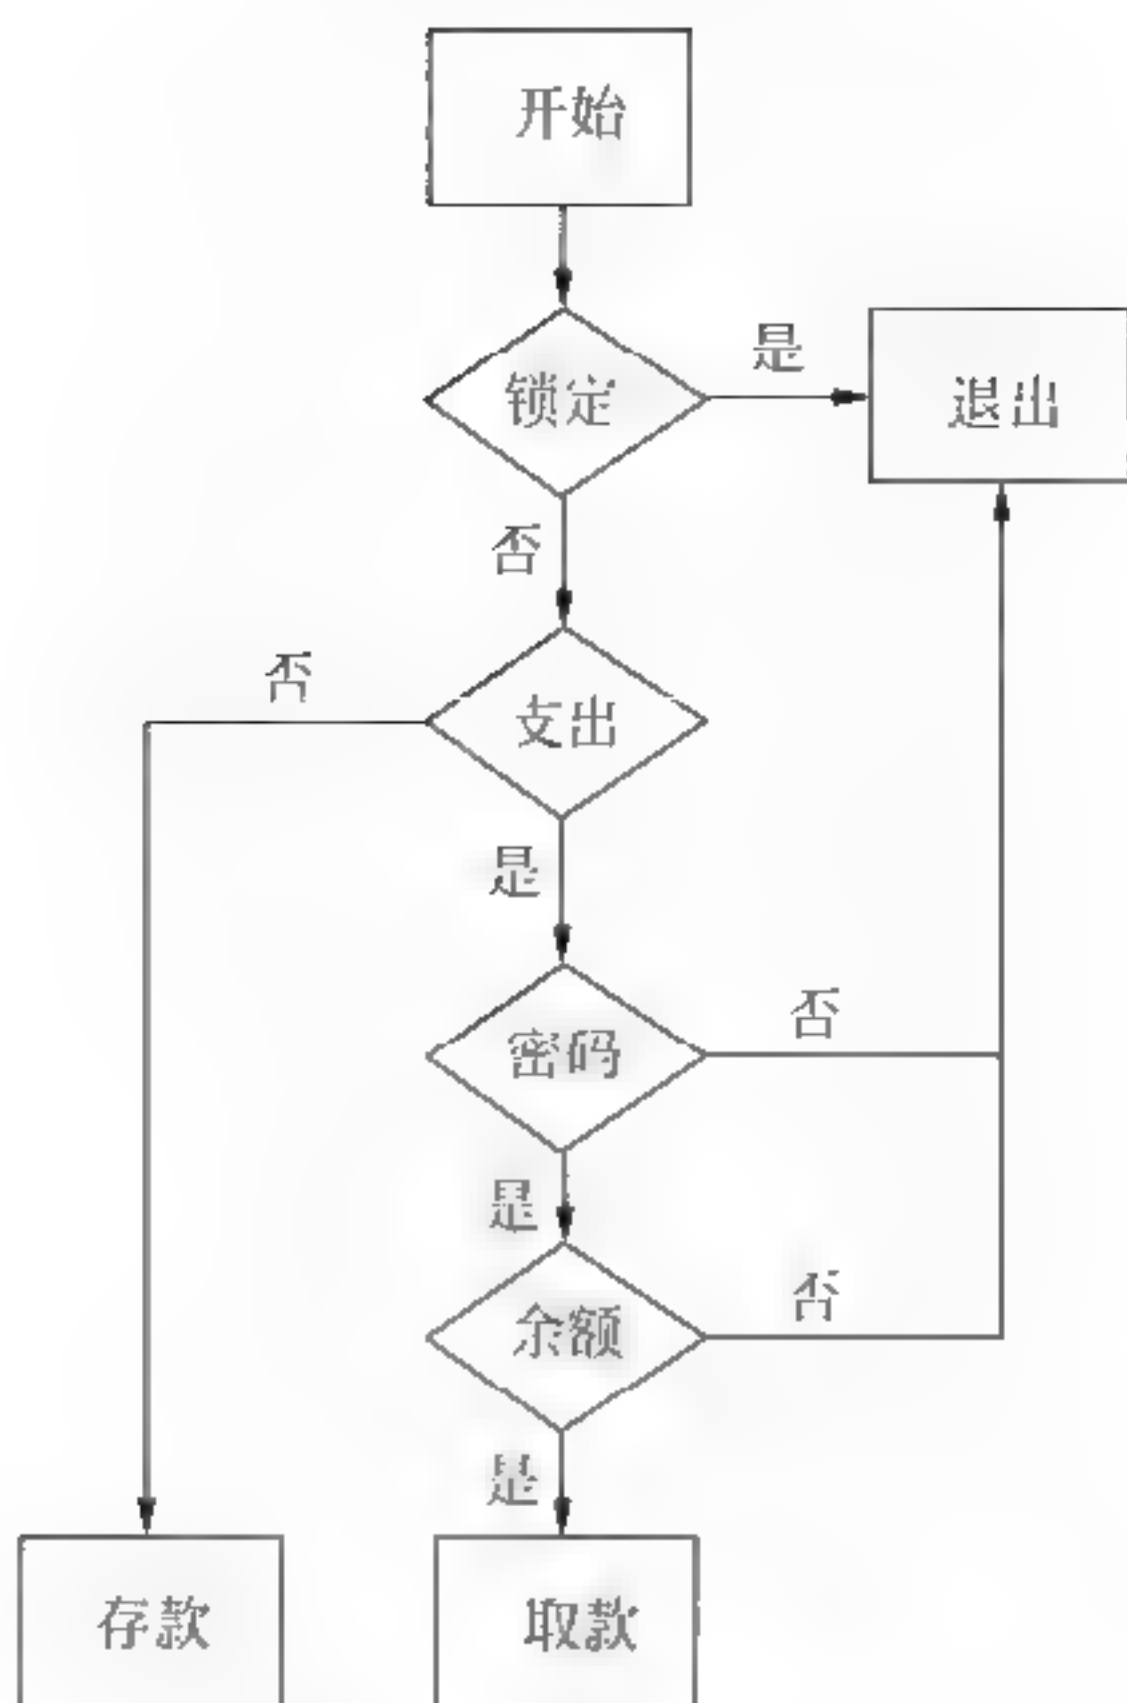 开始
是
锁定
退出
否
否
支出
是
否
密码
是
否
余额
是
存款
取款